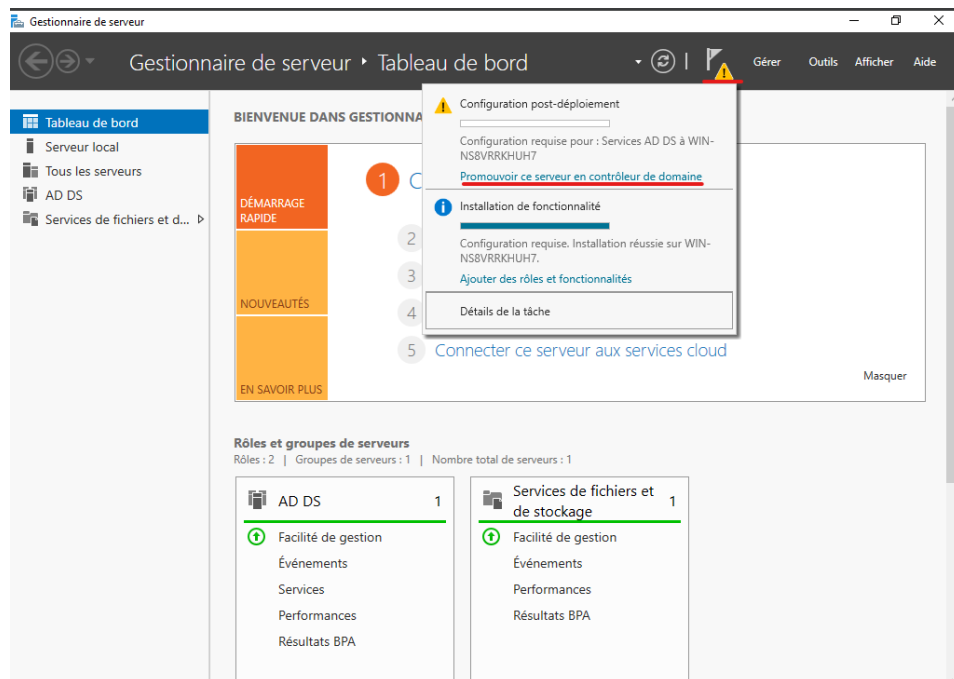 Gestionnaire de serveur
Gestionnaire de serveur • Tableau de bord
Gérer Outils Afficher Aide
Tableau de bord
Serveur local
Tous les serveurs
AD DS
Services de fichiers et d...
BIENVENUE DANS GESTIONNA
DÉMARRAGE
RAPIDE
NOUVEAUTÉS
EN SAVOIR PLUS
1 C
2
3
4
5 Connecter ce serveur aux services cloud
Masquer
Configuration post-déploiement
Configuration requise pour : Services AD DS à WIN-
NS8VRRKHUH7
Promouvoir ce serveur en contrôleur de domaine
Installation de fonctionnalité
Configuration requise. Installation réussie sur WIN-
NS8VRRKHUH7.
Ajouter des rôles et fonctionnalités
Détails de la tâche
Rôles et groupes de serveurs
Rôles : 2 | Groupes de serveurs : 1 | Nombre total de serveurs : 1
AD DS 1
Facilité de gestion
Événements
Services
Performances
Résultats BPA
Services de fichiers et
de stockage 1
Facilité de gestion
Événements
Performances
Résultats BPA